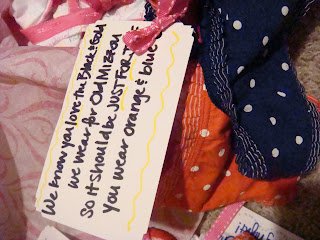 We know you love the Black & Gold
we wear for Old MIZZOU
So it should be JUST FOR
you wear orange & blue